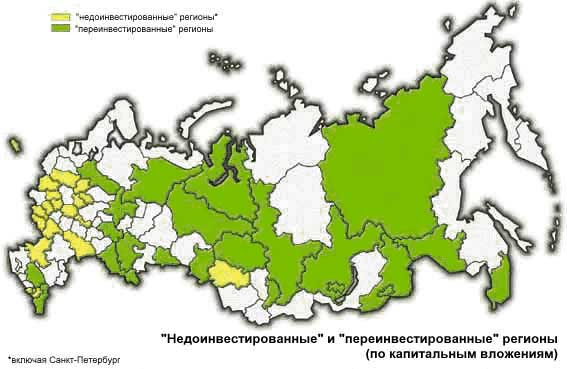 "недоинвестированные" регионы*
"переинвестированные" регионы
"Недоинвестированные" и "переинвестированные" регионы
(по капитальным вложениям)
*включая Санкт-Петербург